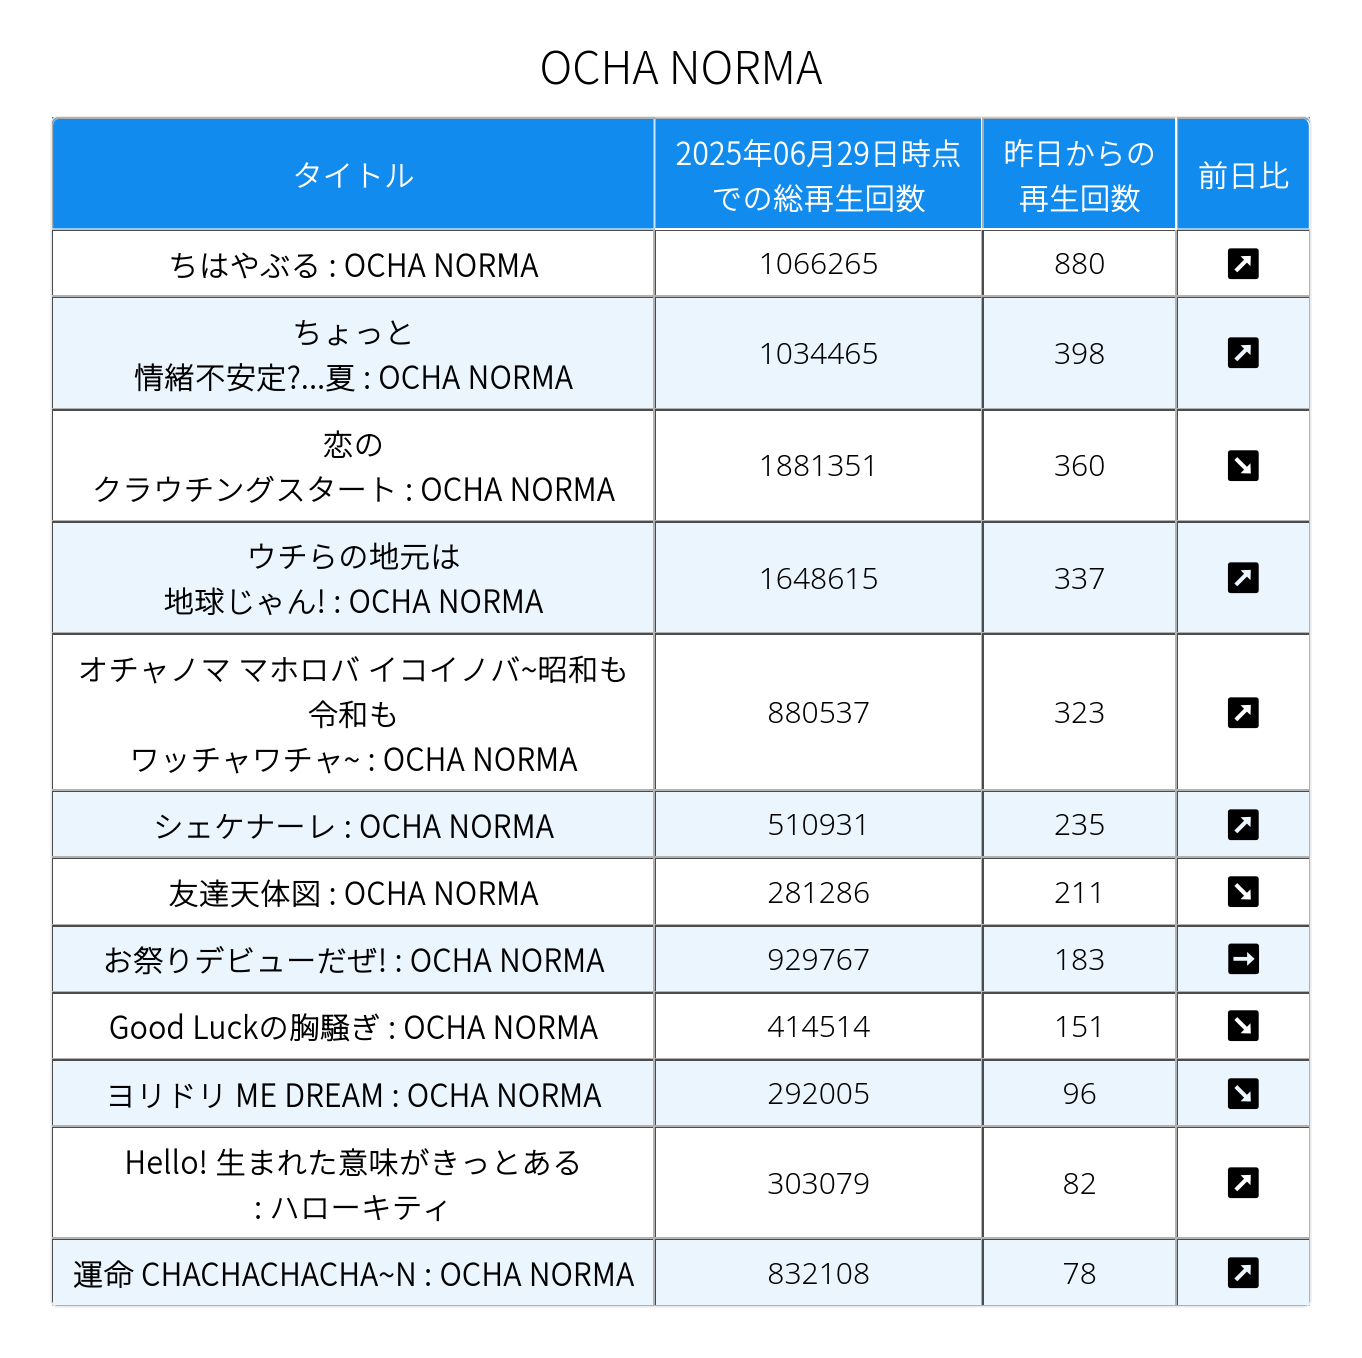 OCHA NORMA
タイトル
2025年06月29日時点
での総再生回数
昨日からの
再生回数
前日比
ちはやぶる : OCHA NORMA
1066265
880
ちょっと
情緒不安定?...夏 : OCHA NORMA
1034465
398
恋の
クラウチングスタート : OCHA NORMA
1881351
360
ウチらの地元は
地球じゃん! : OCHA NORMA
1648615
337
オチャノマ マホロバ イコイノバ~昭和も
令和も
ワッチャワチャ~ : OCHA NORMA
880537
323
シェケナーレ : OCHA NORMA
510931
235
友達天体図 : OCHA NORMA
281286
211
お祭りデビューだぜ! : OCHA NORMA
929767
183
Good Luckの胸騒ぎ : OCHA NORMA
414514
151
ヨリドリ ME DREAM : OCHA NORMA
292005
96
Hello! 生まれた意味がきっとある
: ハローキティ
303079
82
運命 CHACHACHACHA~N : OCHA NORMA
832108
78